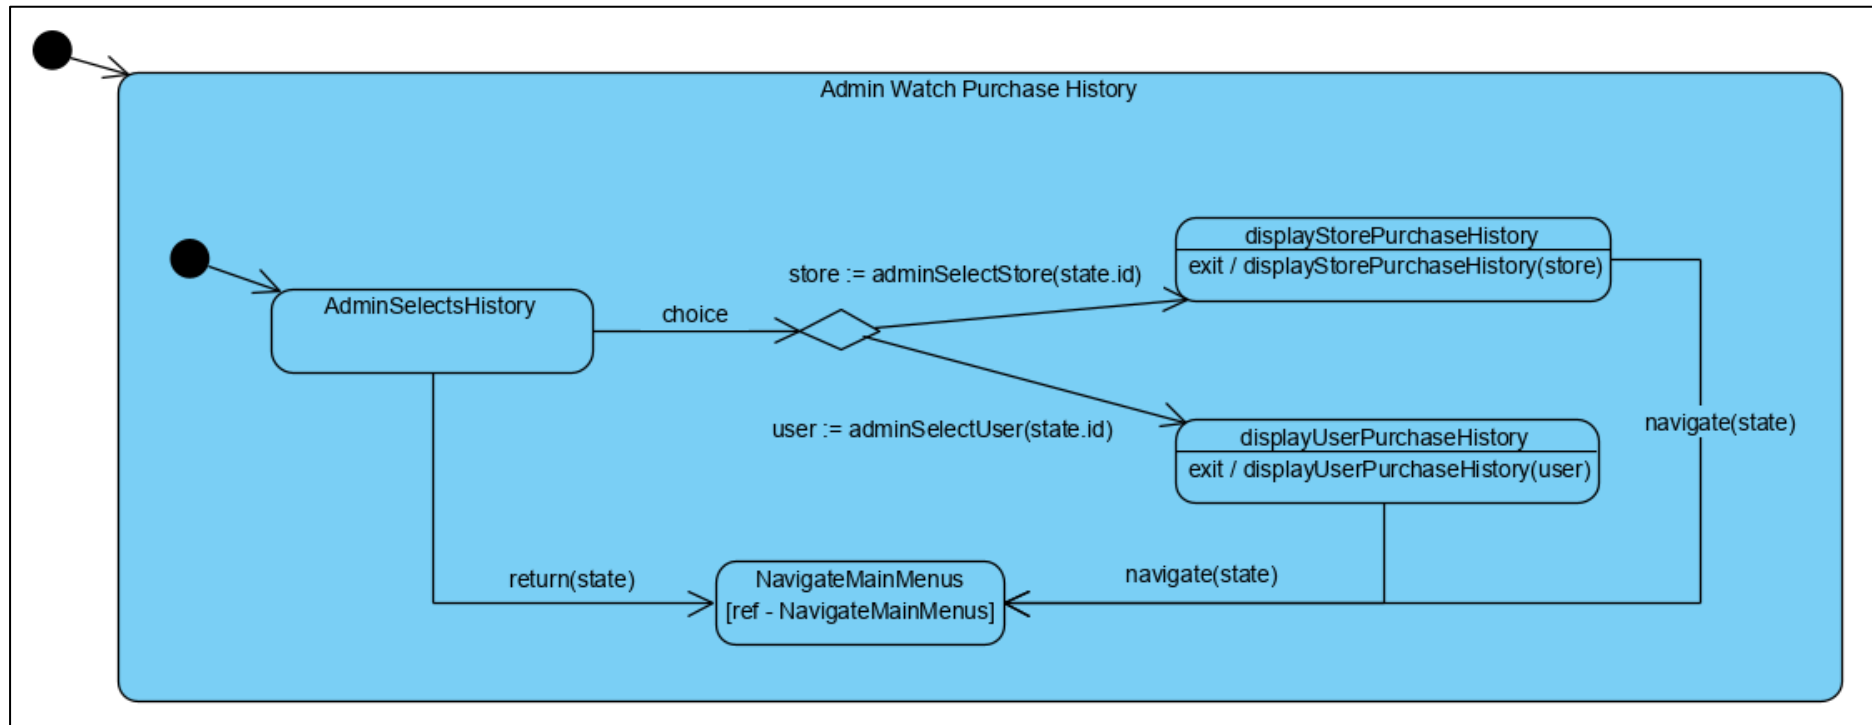 Admin Watch Purchase History
displayStorePurchaseHistory
exit / displayStorePurchaseHistory(store)
store := adminSelectStore(state.id)
AdminSelectsHistory
choice
user := adminSelectUser(state.id)
displayUserPurchaseHistory
exit / displayUserPurchaseHistory(user)
navigate(state)
return(state)
NavigateMainMenus
[ref - NavigateMainMenus]
navigate(state)